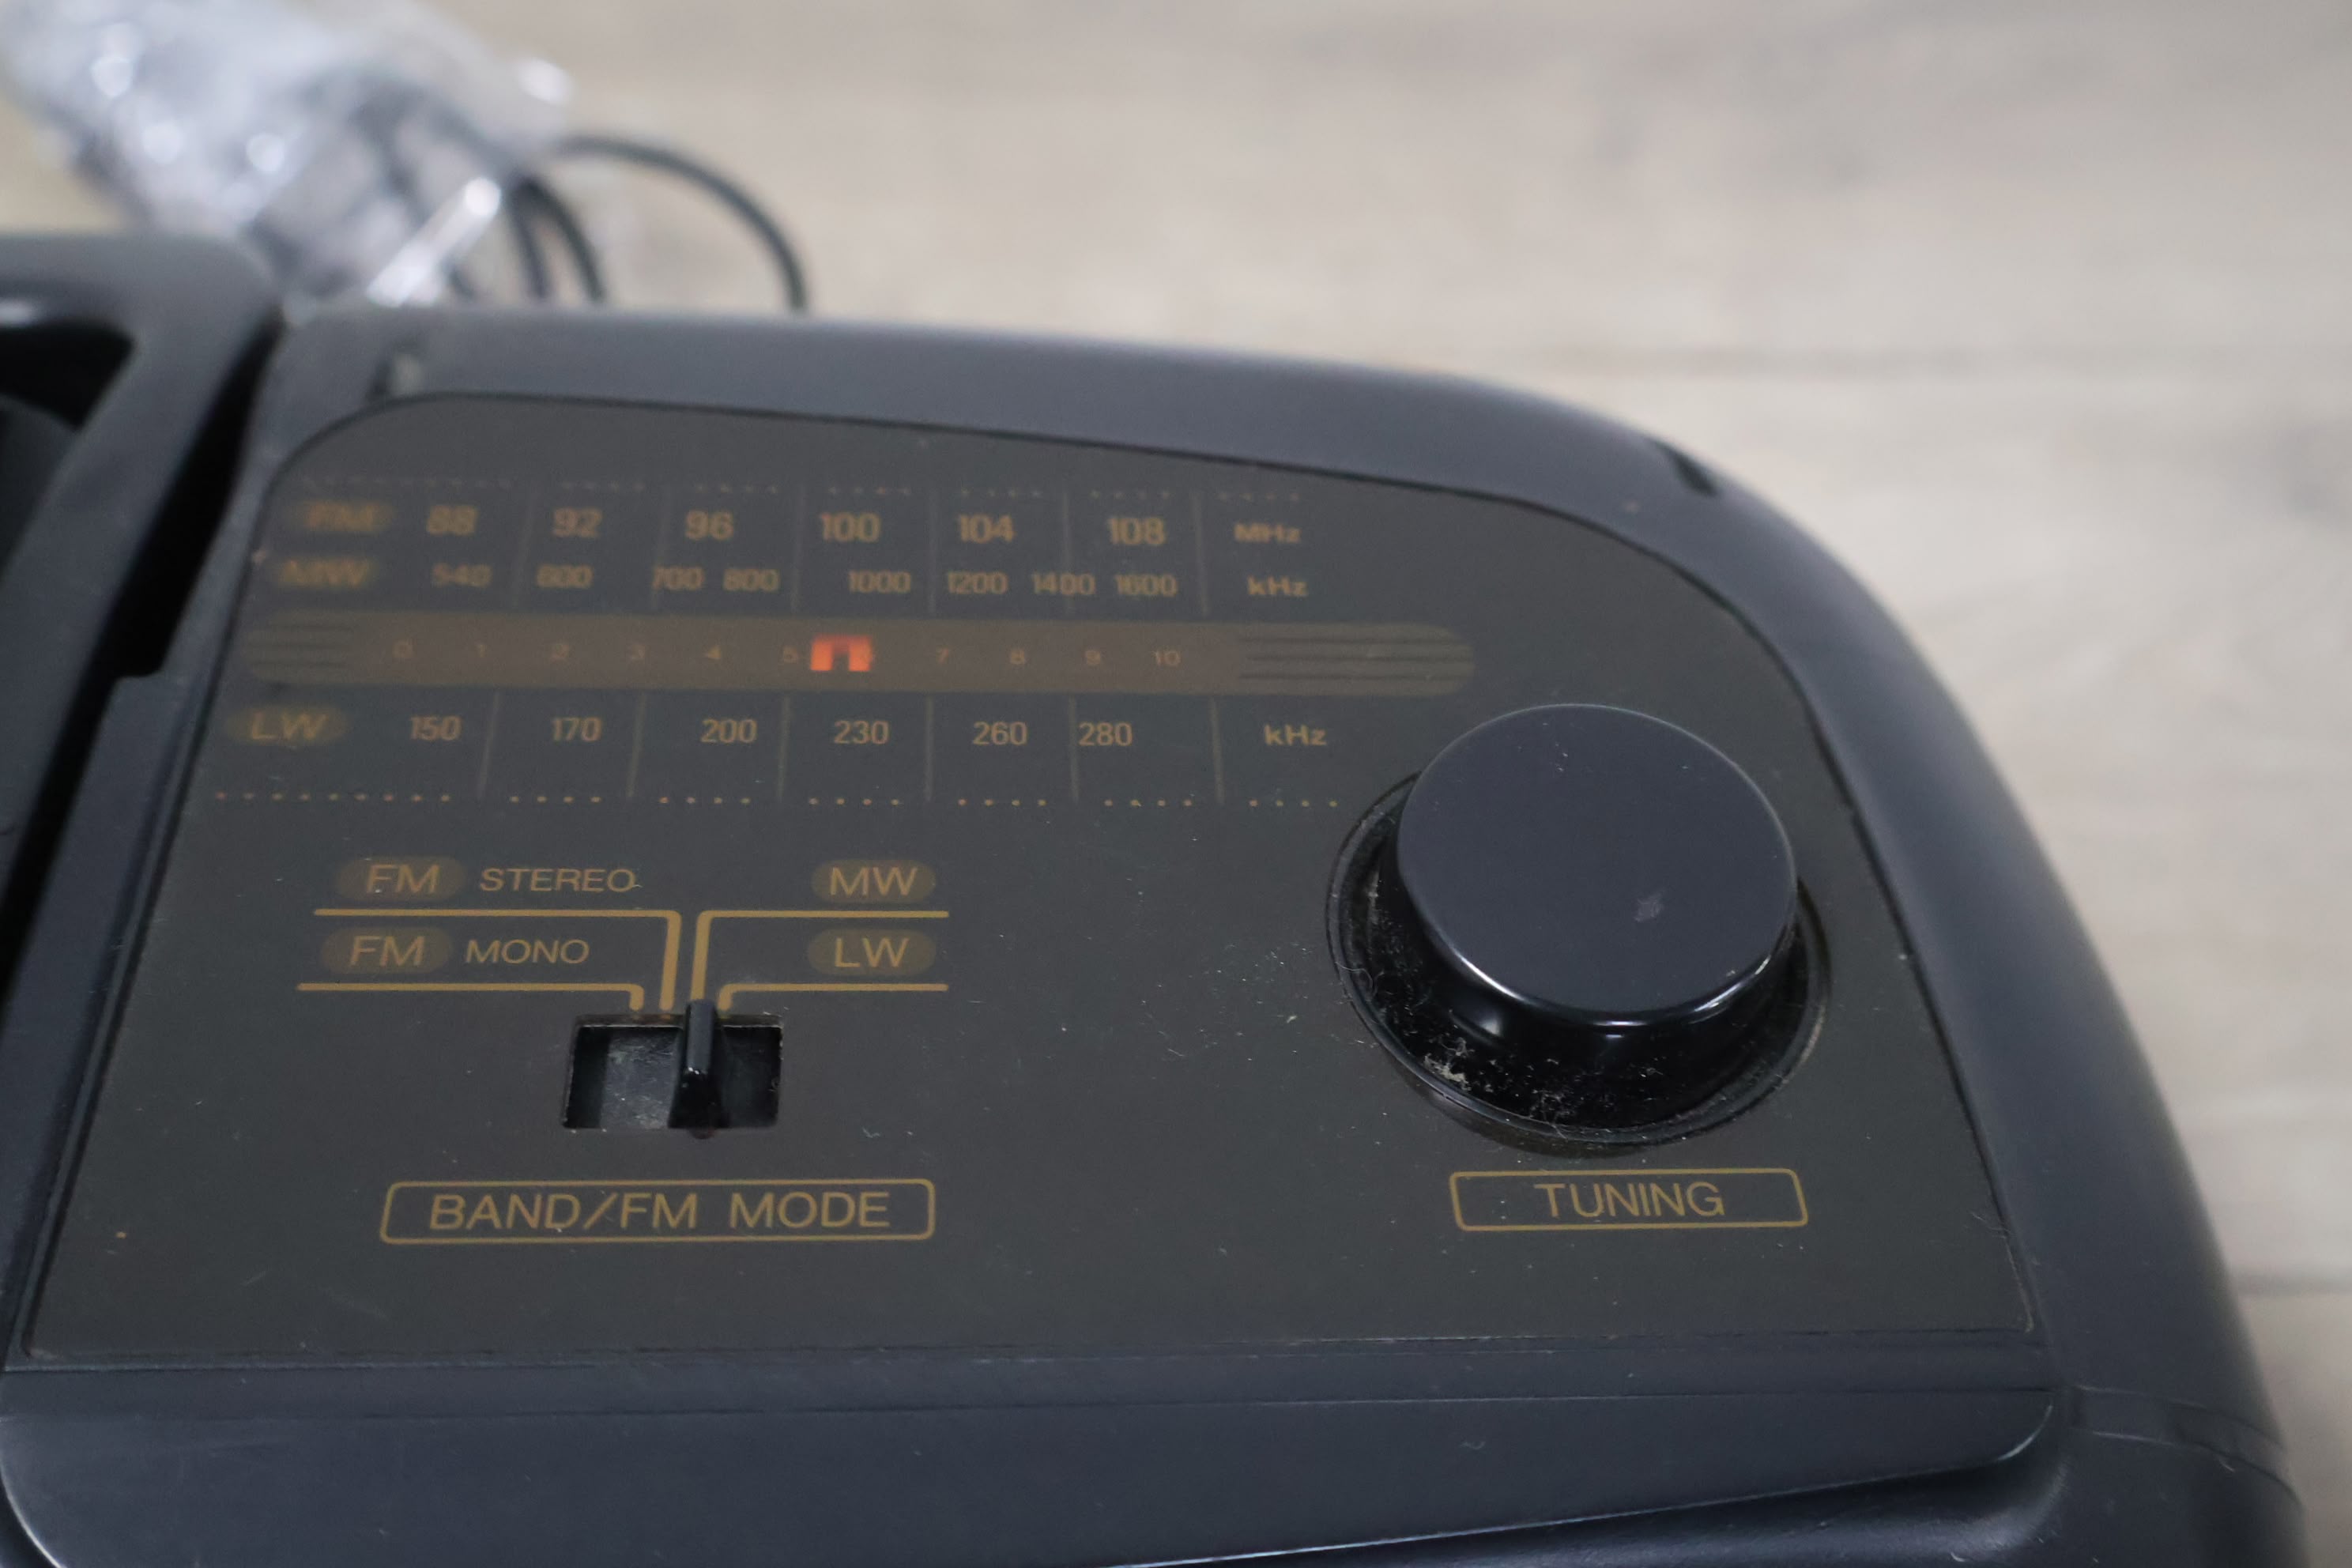 FM 88 92 96 100 104 108 MHz
MW 540 600 700 800 1000 1200 1400 1600 kHz
0 1 2 3 4 5 7 8 9 10
LW 150 170 200 230 260 280 kHz
FM STEREO MW
FM MONO LW
BAND/FM MODE
TUNING